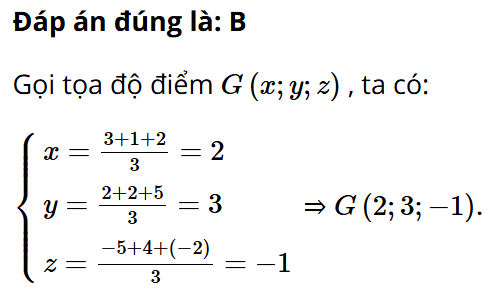 Đáp án đúng là: B
Gọi tọa độ điểm G (x; y; z) , ta có:
{ x = (3+1+2)/3 = 2
y = (2+2+5)/3 = 3 ⇒ G (2; 3; −1).
z = (−5+4+(−2))/3 = −1